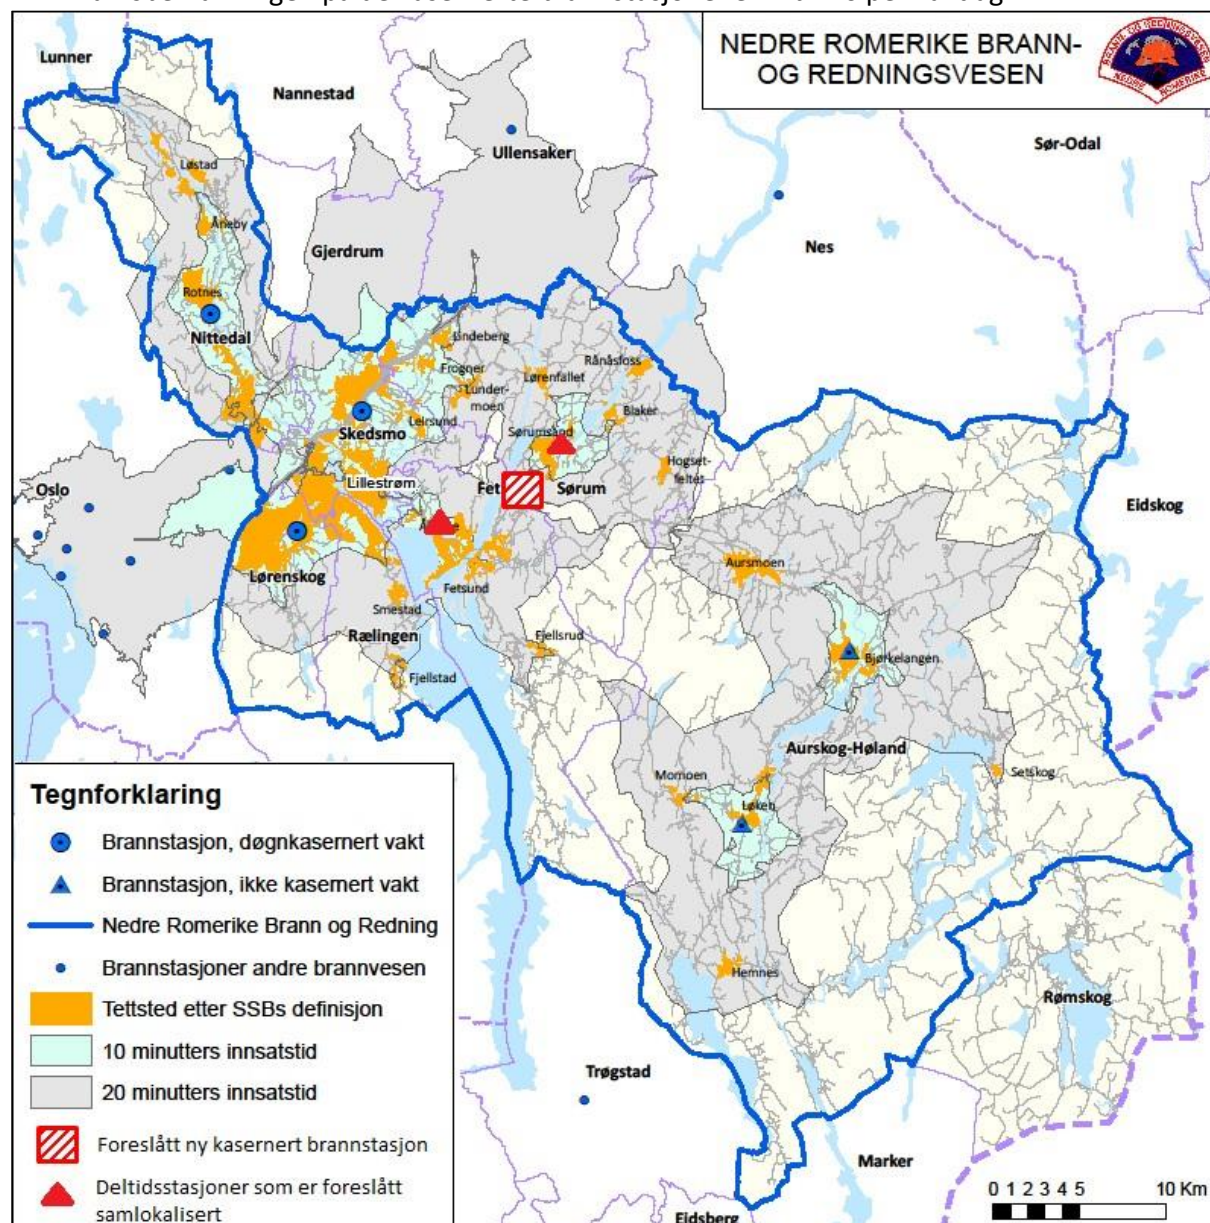 NEDRE ROMERIKE BRANN-
OG REDNINGSVESEN
Lunner
Nannestad
Ullensaker
Sør-Odal
Løstad
Åneby
Gjerdrum
Nes
Rotnes
Nittedal
Lindeberg
Rånåsfoss
Frogner
Lørenfallet
Lunder-
moen
Blaker
Leirsund
Skedsmo
Sørumsand
Hogset-
feltet
Oslo
Lillestrøm
Fet
Sørum
Eidskog
Aursmoen
Lørenskog
Fetsund
Smestad
Rælingen
Fjellsrud
Bjørkelangen
Fjellstad
Aurskog-Høland
Momoen
Setskog
Løken
Hemnes
Rømskog
Trøgstad
Marker
Eidsberg
Tegnforklaring
Brannstasjon, døgnkasernert vakt
Brannstasjon, ikke kasernert vakt
Nedre Romerike Brann og Redning
Brannstasjoner andre brannvesen
Tettsted etter SSBs definisjon
10 minutters innsatstid
20 minutters innsatstid
Foreslått ny kasernert brannstasjon
Deltidsstasjoner som er foreslått
samlokalisert
0 1 2 3 4 5 10 Km